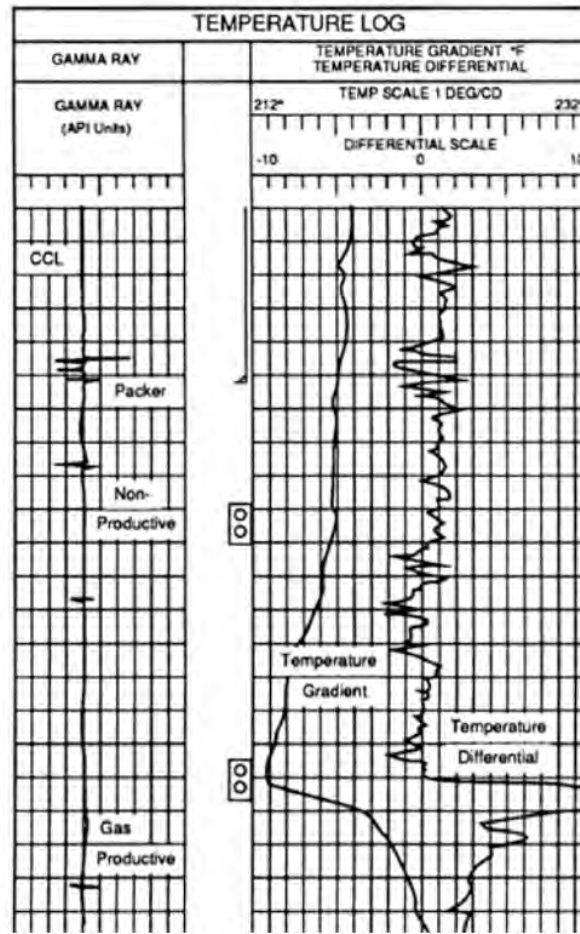 TEMPERATURE LOG
GAMMA RAY
TEMPERATURE GRADIENT °F
TEMPERATURE DIFFERENTIAL
GAMMA RAY
(API Units)
TEMP SCALE 1 DEG/CD
212° 232
DIFFERENTIAL SCALE
-10 0 10
CCL
Packer
Non-
Productive
Temperature
Gradient
Temperature
Differential
Gas
Productive